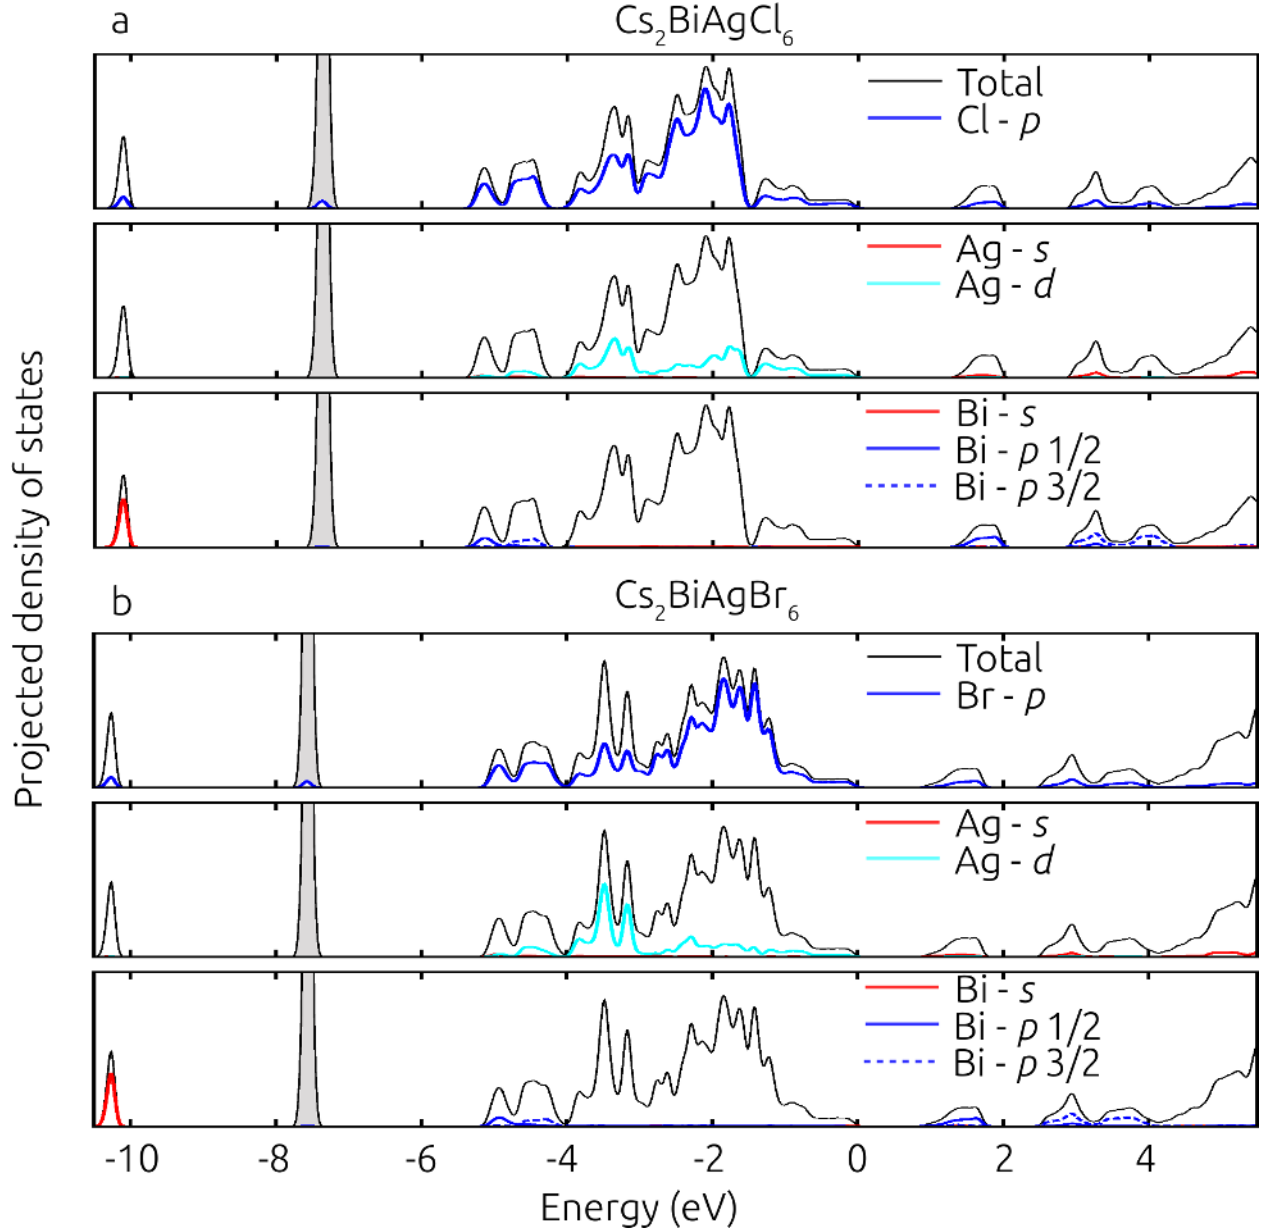 a
Cs₂BiAgCl₆
Total
Cl - p
Ag - s
Ag - d
Bi - s
Bi - p 1/2
Bi - p 3/2
Projected density of states
b
Cs₂BiAgBr₆
Total
Br - p
Ag - s
Ag - d
Bi - s
Bi - p 1/2
Bi - p 3/2
-10 -8 -6 -4 -2 0 2 4
Energy (eV)